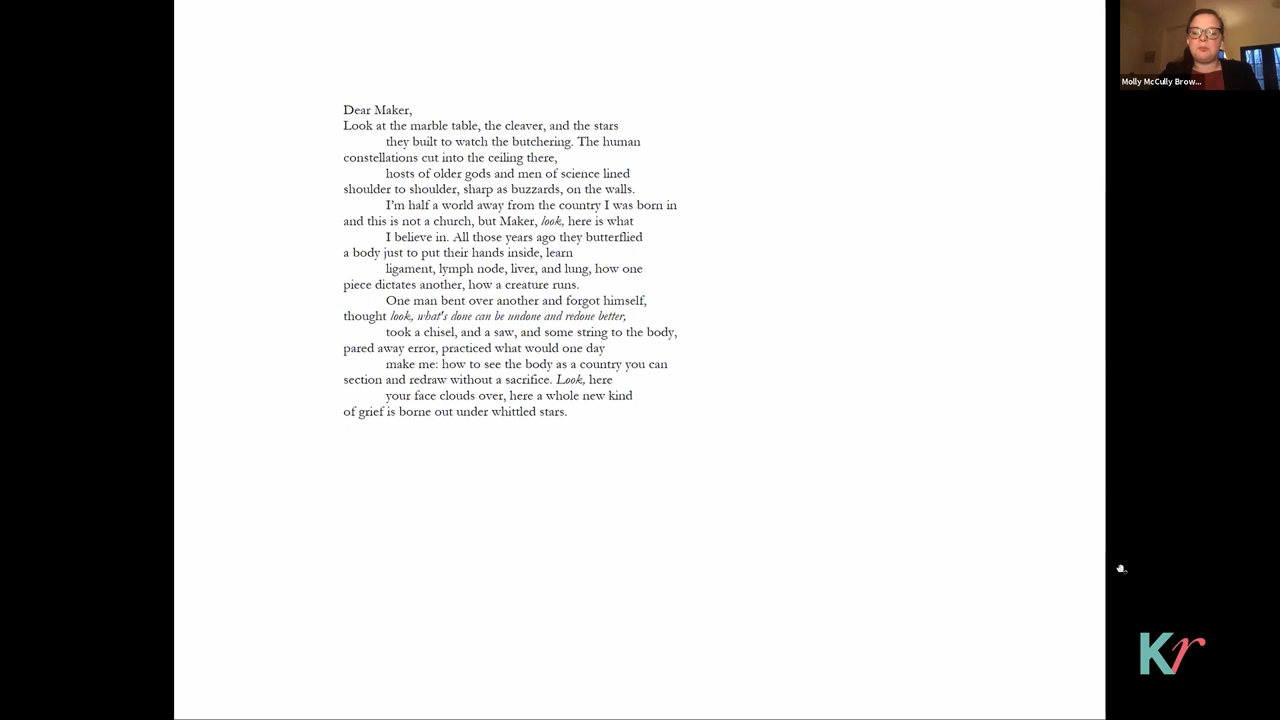 Dear Maker,
Look at the marble table, the cleaver, and the stars
they built to watch the butchering. The human
constellations cut into the ceiling there,
hosts of older gods and men of science lined
shoulder to shoulder, sharp as buzzards, on the walls.
I'm half a world away from the country I was born in
and this is not a church, but Maker, look, here is what
I believe in. All those years ago they butterflied
a body just to put their hands inside, learn
ligament, lymph node, liver, and lung, how one
piece dictates another, how a creature runs.
One man bent over another and forgot himself,
thought look, what's done can be undone and redone better,
took a chisel, and a saw, and some string to the body,
pared away error, practiced what would one day
make me: how to see the body as a country you can
section and redraw without a sacrifice. Look, here
your face clouds over, here a whole new kind
of grief is borne out under whittled stars.
Molly McCully Brow...
Kr